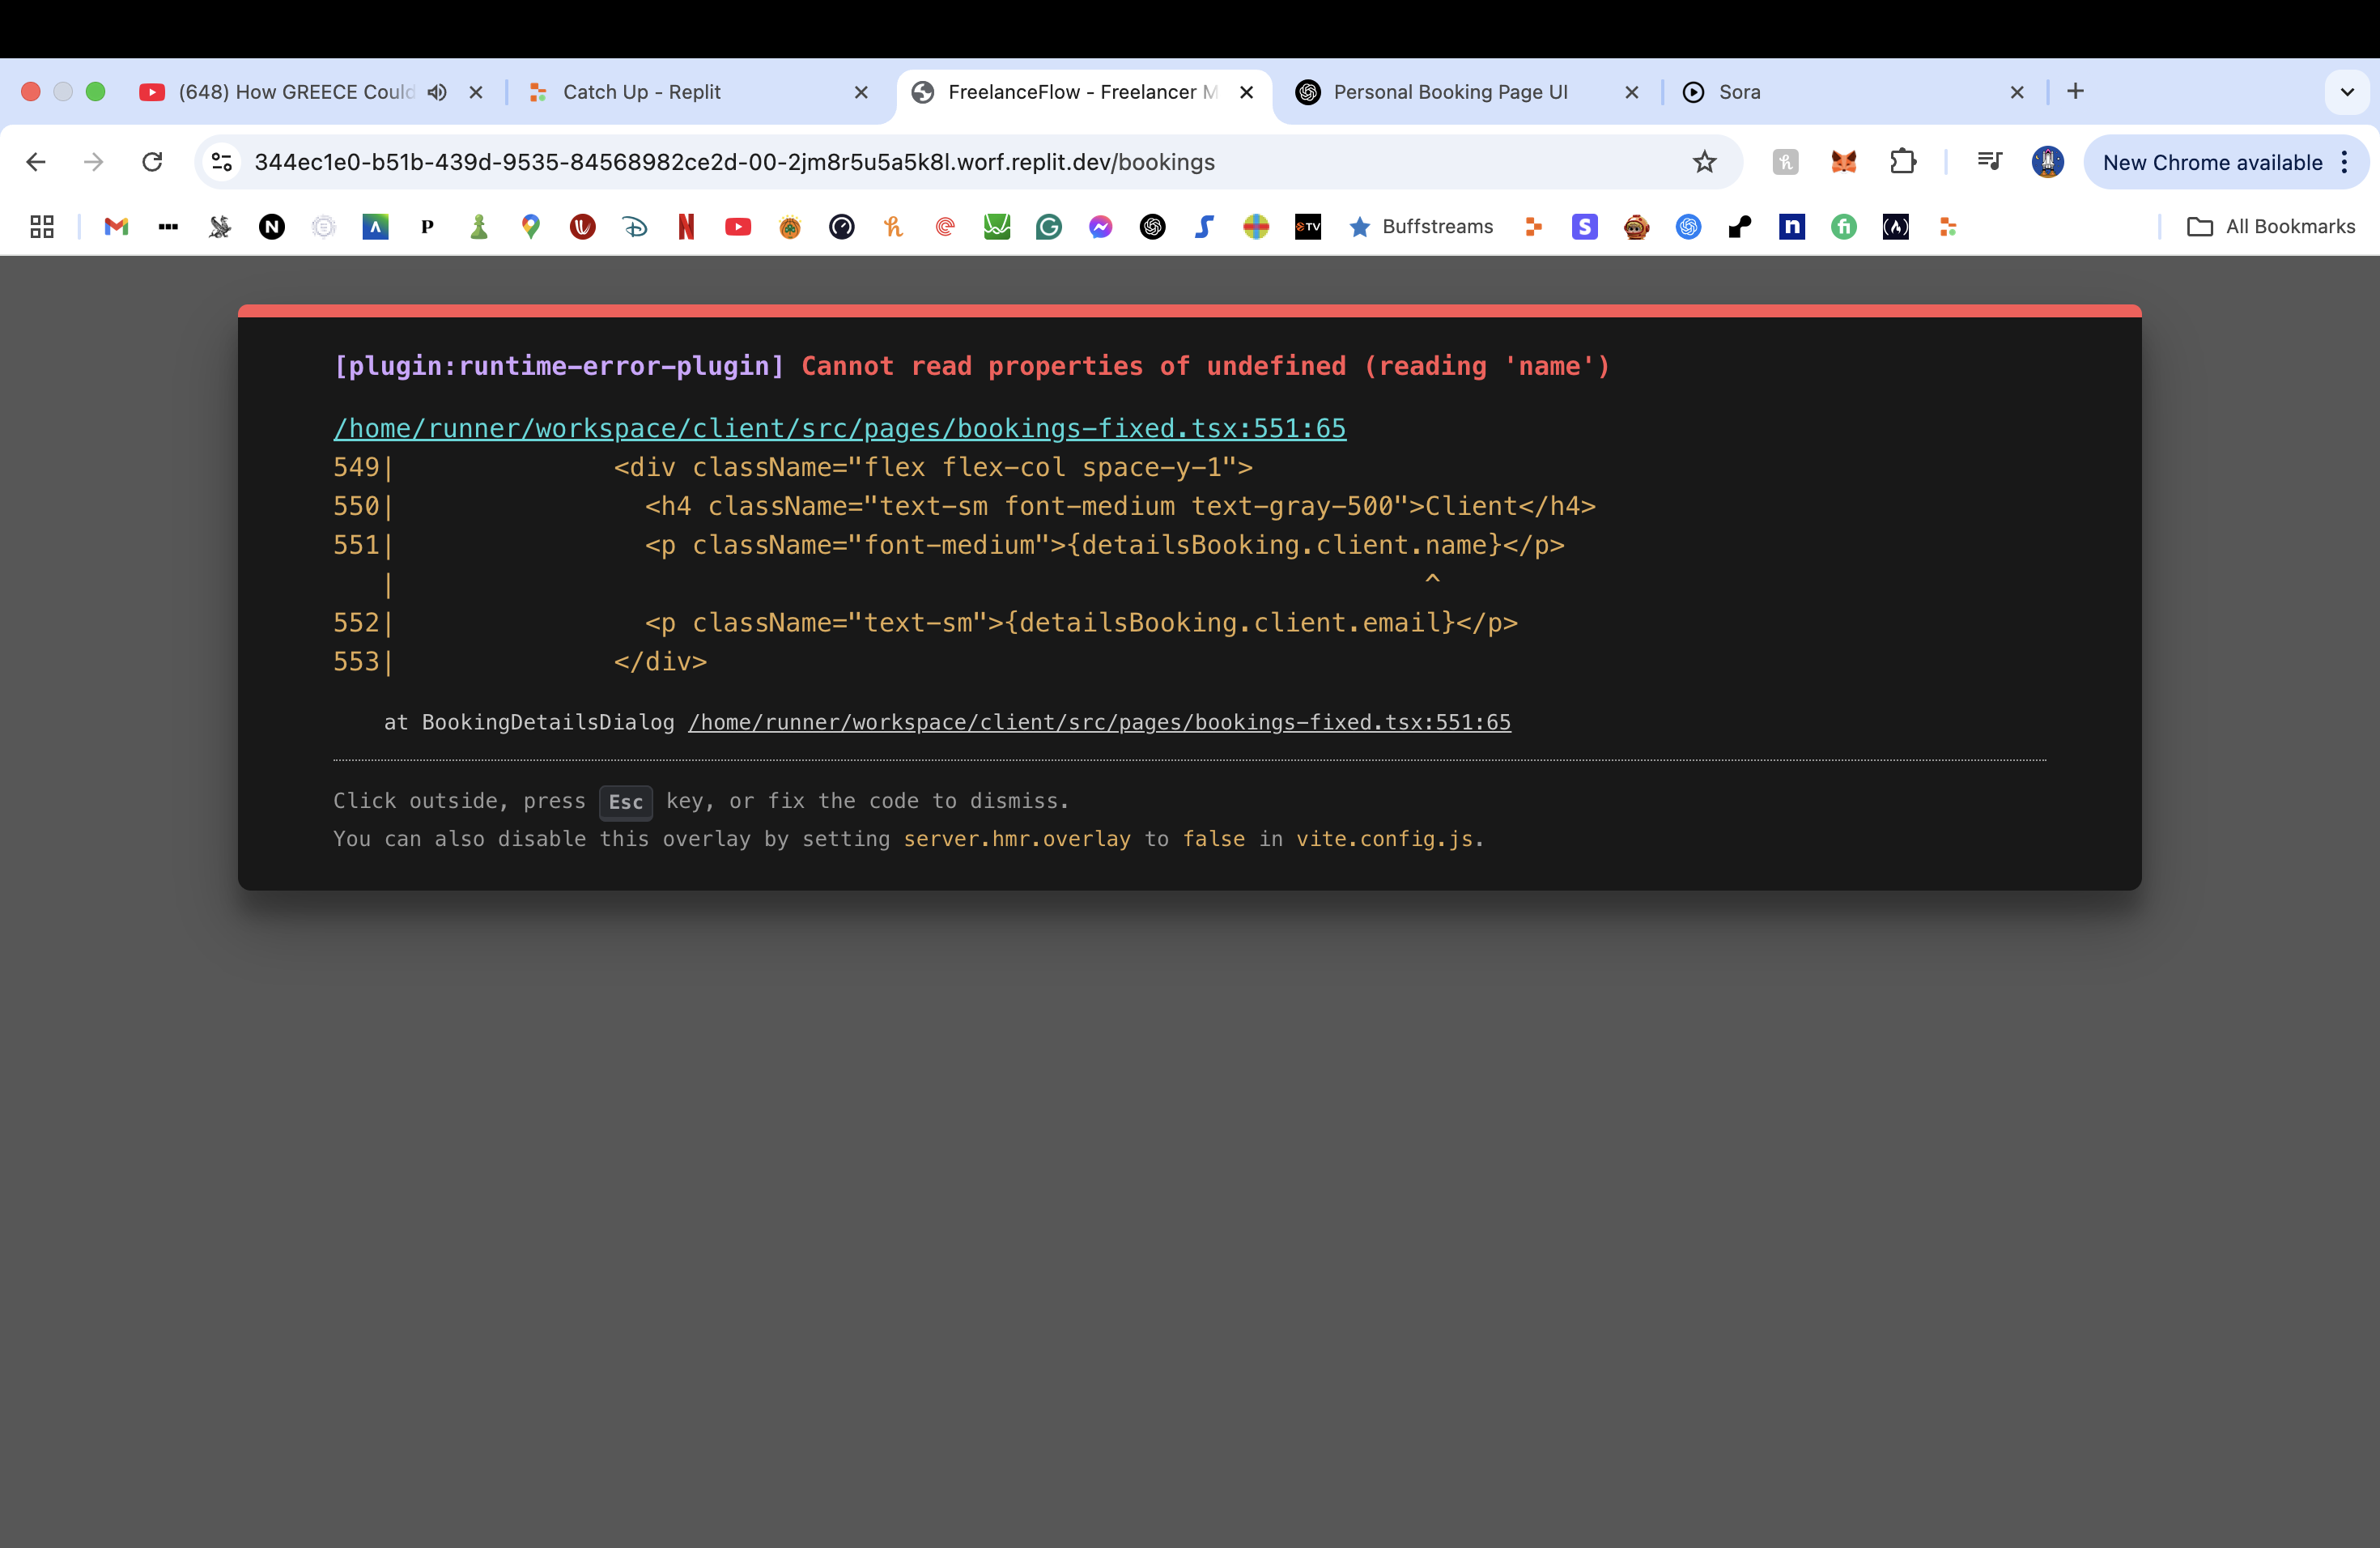 (648) How GREECE Could
Catch Up - Replit
FreelanceFlow - Freelancer M
Personal Booking Page UI
Sora
344ec1e0-b51b-439d-9535-84568982ce2d-00-2jm8r5u5a5k8l.worf.replit.dev/bookings
New Chrome available
Buffstreams
All Bookmarks
[plugin:runtime-error-plugin] Cannot read properties of undefined (reading 'name')
/home/runner/workspace/client/src/pages/bookings-fixed.tsx:551:65
549|              <div className="flex flex-col space-y-1">
550|                <h4 className="text-sm font-medium text-gray-500">Client</h4>
551|                <p className="font-medium">{detailsBooking.client.name}</p>
   |                                                                  ^
552|                <p className="text-sm">{detailsBooking.client.email}</p>
553|              </div>
at BookingDetailsDialog /home/runner/workspace/client/src/pages/bookings-fixed.tsx:551:65
Click outside, press Esc key, or fix the code to dismiss.
You can also disable this overlay by setting server.hmr.overlay to false in vite.config.js.